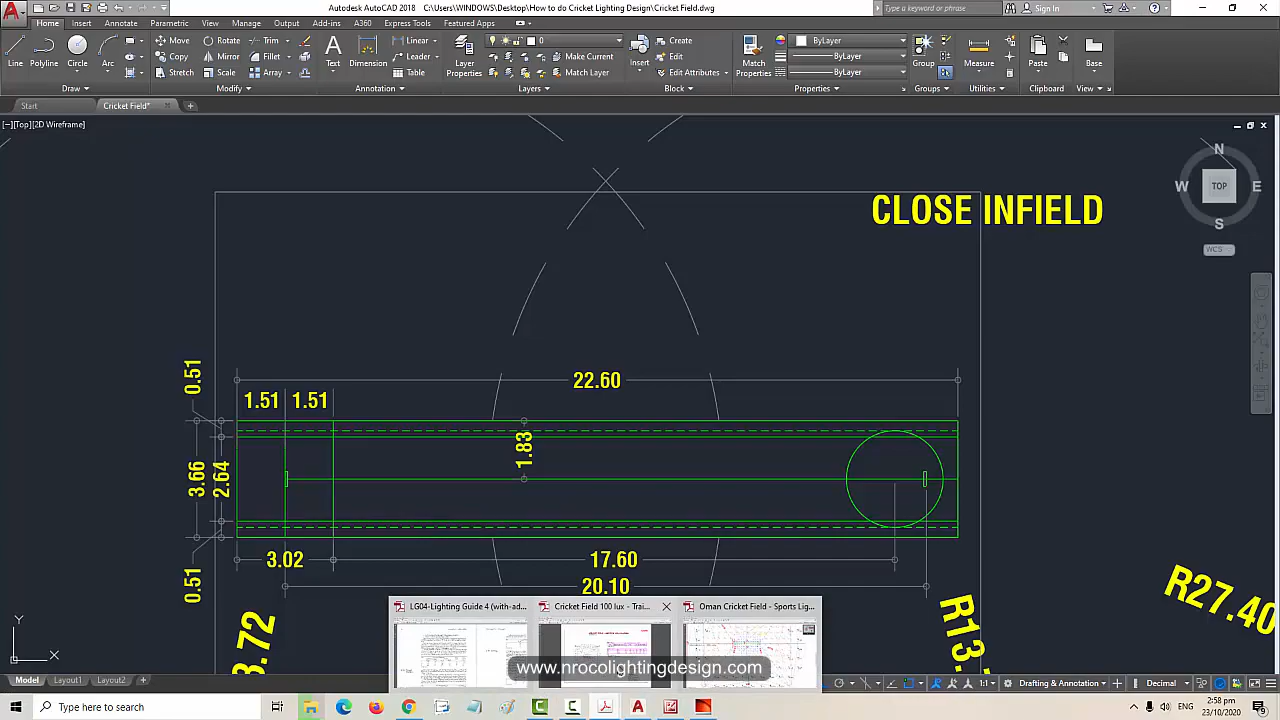 Autodesk AutoCAD 2018 C:\Users\WINDOWS\Desktop\How to do Cricket Lighting Design\Cricket Field.dwg
Type a keyword or phrase
Sign In
Home Insert Annotate Parametric View Manage Output Add-ins A360 Express Tools Featured Apps
Line Polyline Circle Arc
Move Rotate Trim
Copy Mirror Fillet
Stretch Scale Array
Text Dimension
Linear
Leader
Table
Layer Properties
0
Make Current
Match Layer
Insert
Create
Edit
Edit Attributes
Match Properties
ByLayer
ByLayer
ByLayer
Group
Measure
Paste
Base
Draw Modify Annotation Layers Block Properties Groups Utilities Clipboard View
Start Cricket Field*
[−][Top][2D Wireframe]
N
W TOP E
S
WCS
CLOSE INFIELD
22.60
0.51
1.51 1.51
1.83
3.66
2.64
3.02
17.60
20.10
0.51
R27.40
LG04-Lighting Guide 4 (with-ad...
Cricket Field 100 lux - Trai...
Oman Cricket Field - Sports Lig...
www.nrocolightingdesign.com
Y
X
Model Layout1 Layout2
1:1
Drafting & Annotation
Decimal
Type here to search
2:58 pm
23/10/2020